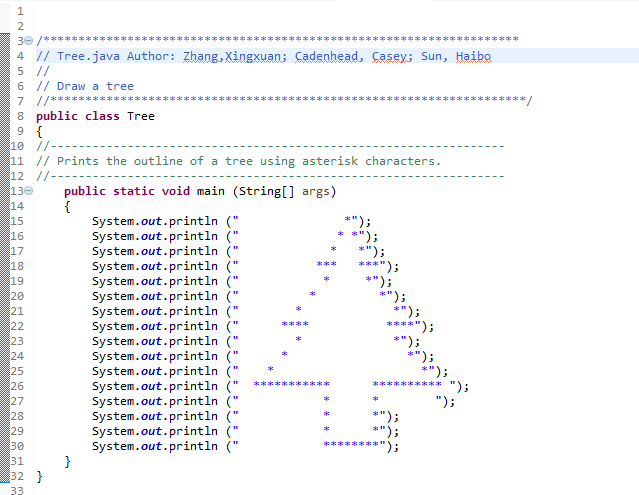 1
2
3 /********************************************************************
4 // Tree.java Author: Zhang,Xingxuan; Cadenhead, Casey; Sun, Haibo
5 //
6 // Draw a tree
7 //********************************************************************/
8 public class Tree
9 {
10 //-----------------------------------------------------------------
11 // Prints the outline of a tree using asterisk characters.
12 //-----------------------------------------------------------------
13     public static void main (String[] args)
14     {
15         System.out.println ("               *");
16         System.out.println ("              * *");
17         System.out.println ("             *   *");
18         System.out.println ("           ***   ***");
19         System.out.println ("            *     *");
20         System.out.println ("          *         *");
21         System.out.println ("        *             *");
22         System.out.println ("      ****           ****");
23         System.out.println ("        *             *");
24         System.out.println ("      *                 *");
25         System.out.println ("    *                     *");
26         System.out.println ("  ***********      ********** ");
27         System.out.println ("            *      *        ");
28         System.out.println ("            *      *");
29         System.out.println ("            *      *");
30         System.out.println ("            ********");
31     }
32 }
33